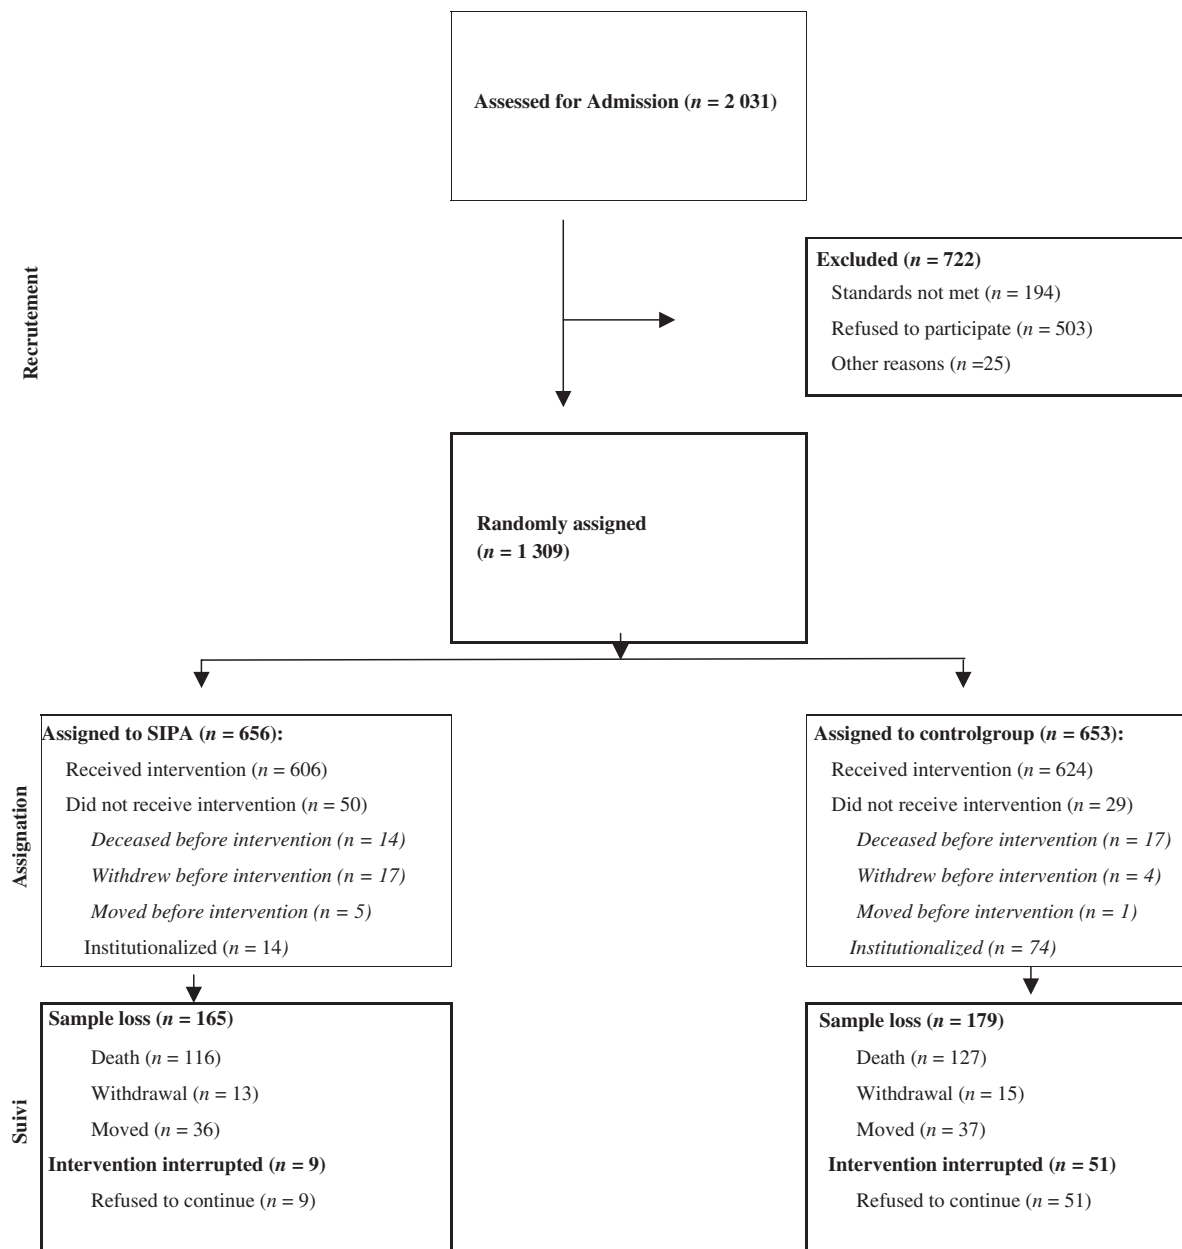 Assessed for Admission (n = 2 031)
Recrutement
Excluded (n = 722)
Standards not met (n = 194)
Refused to participate (n = 503)
Other reasons (n =25)
Randomly assigned
(n = 1 309)
Assignation
Assigned to SIPA (n = 656):
Received intervention (n = 606)
Did not receive intervention (n = 50)
Deceased before intervention (n = 14)
Withdrew before intervention (n = 17)
Moved before intervention (n = 5)
Institutionalized (n = 14)
Assigned to controlgroup (n = 653):
Received intervention (n = 624)
Did not receive intervention (n = 29)
Deceased before intervention (n = 17)
Withdrew before intervention (n = 4)
Moved before intervention (n = 1)
Institutionalized (n = 74)
Suivi
Sample loss (n = 165)
Death (n = 116)
Withdrawal (n = 13)
Moved (n = 36)
Intervention interrupted (n = 9)
Refused to continue (n = 9)
Sample loss (n = 179)
Death (n = 127)
Withdrawal (n = 15)
Moved (n = 37)
Intervention interrupted (n = 51)
Refused to continue (n = 51)